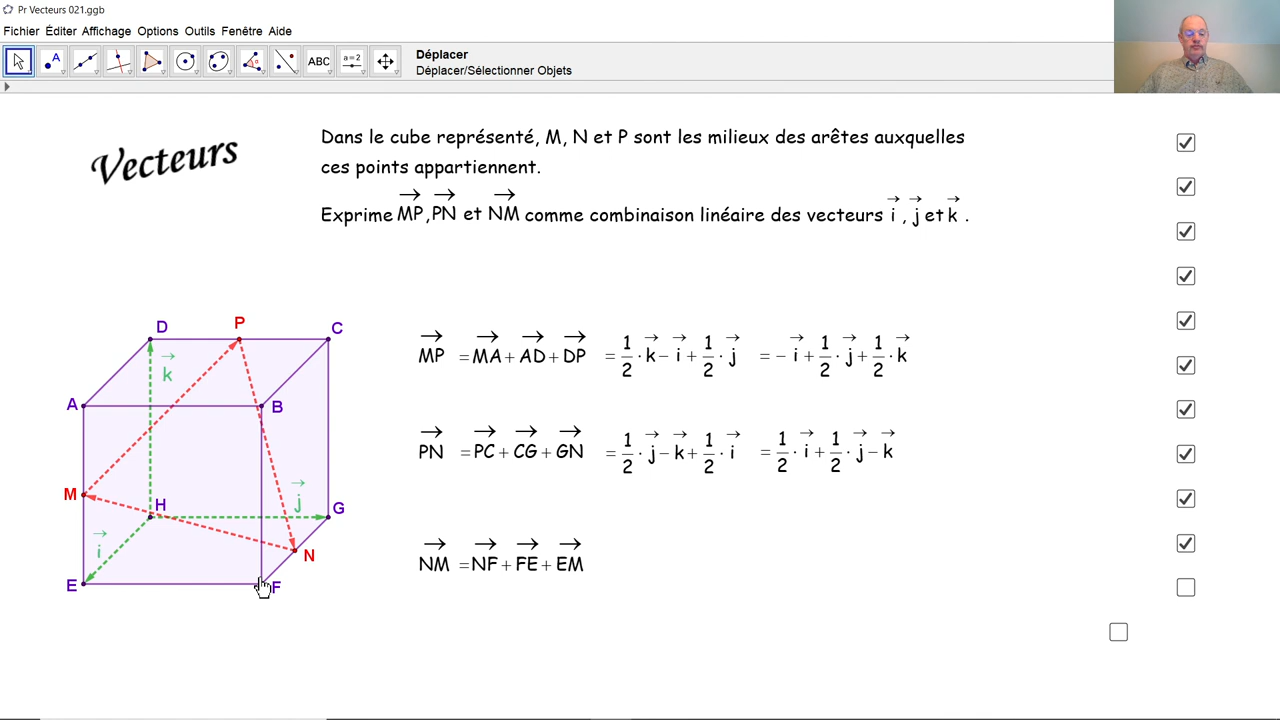 Pr Vecteurs 021.ggb
Fichier Éditer Affichage Options Outils Fenêtre Aide
A ABC a=2 Déplacer
Déplacer/Sélectionner Objets
Vecteurs
Dans le cube représenté, M, N et P sont les milieux des arêtes auxquelles
ces points appartiennent.
Exprime MP⃗, PN⃗ et NM⃗ comme combinaison linéaire des vecteurs i⃗, j⃗ et k⃗ .
D P C
k⃗
A B
M H j⃗ G
i⃗ N
E F
MP⃗ = MA⃗ + AD⃗ + DP⃗ = 1/2 · k⃗ − i⃗ + 1/2 · j⃗ = − i⃗ + 1/2 · j⃗ + 1/2 · k⃗
PN⃗ = PC⃗ + CG⃗ + GN⃗ = 1/2 · j⃗ − k⃗ + 1/2 · i⃗ = 1/2 · i⃗ + 1/2 · j⃗ − k⃗
NM⃗ = NF⃗ + FE⃗ + EM⃗